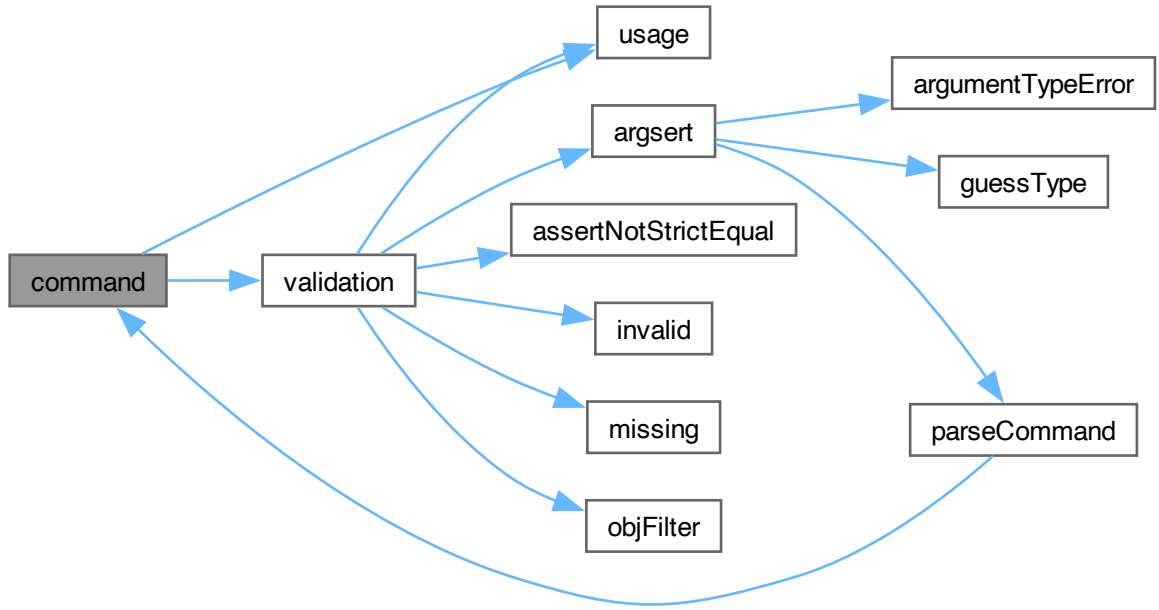 usage
argumentTypeError
argsert
guessType
assertNotStrictEqual
command
validation
invalid
missing
parseCommand
objFilter